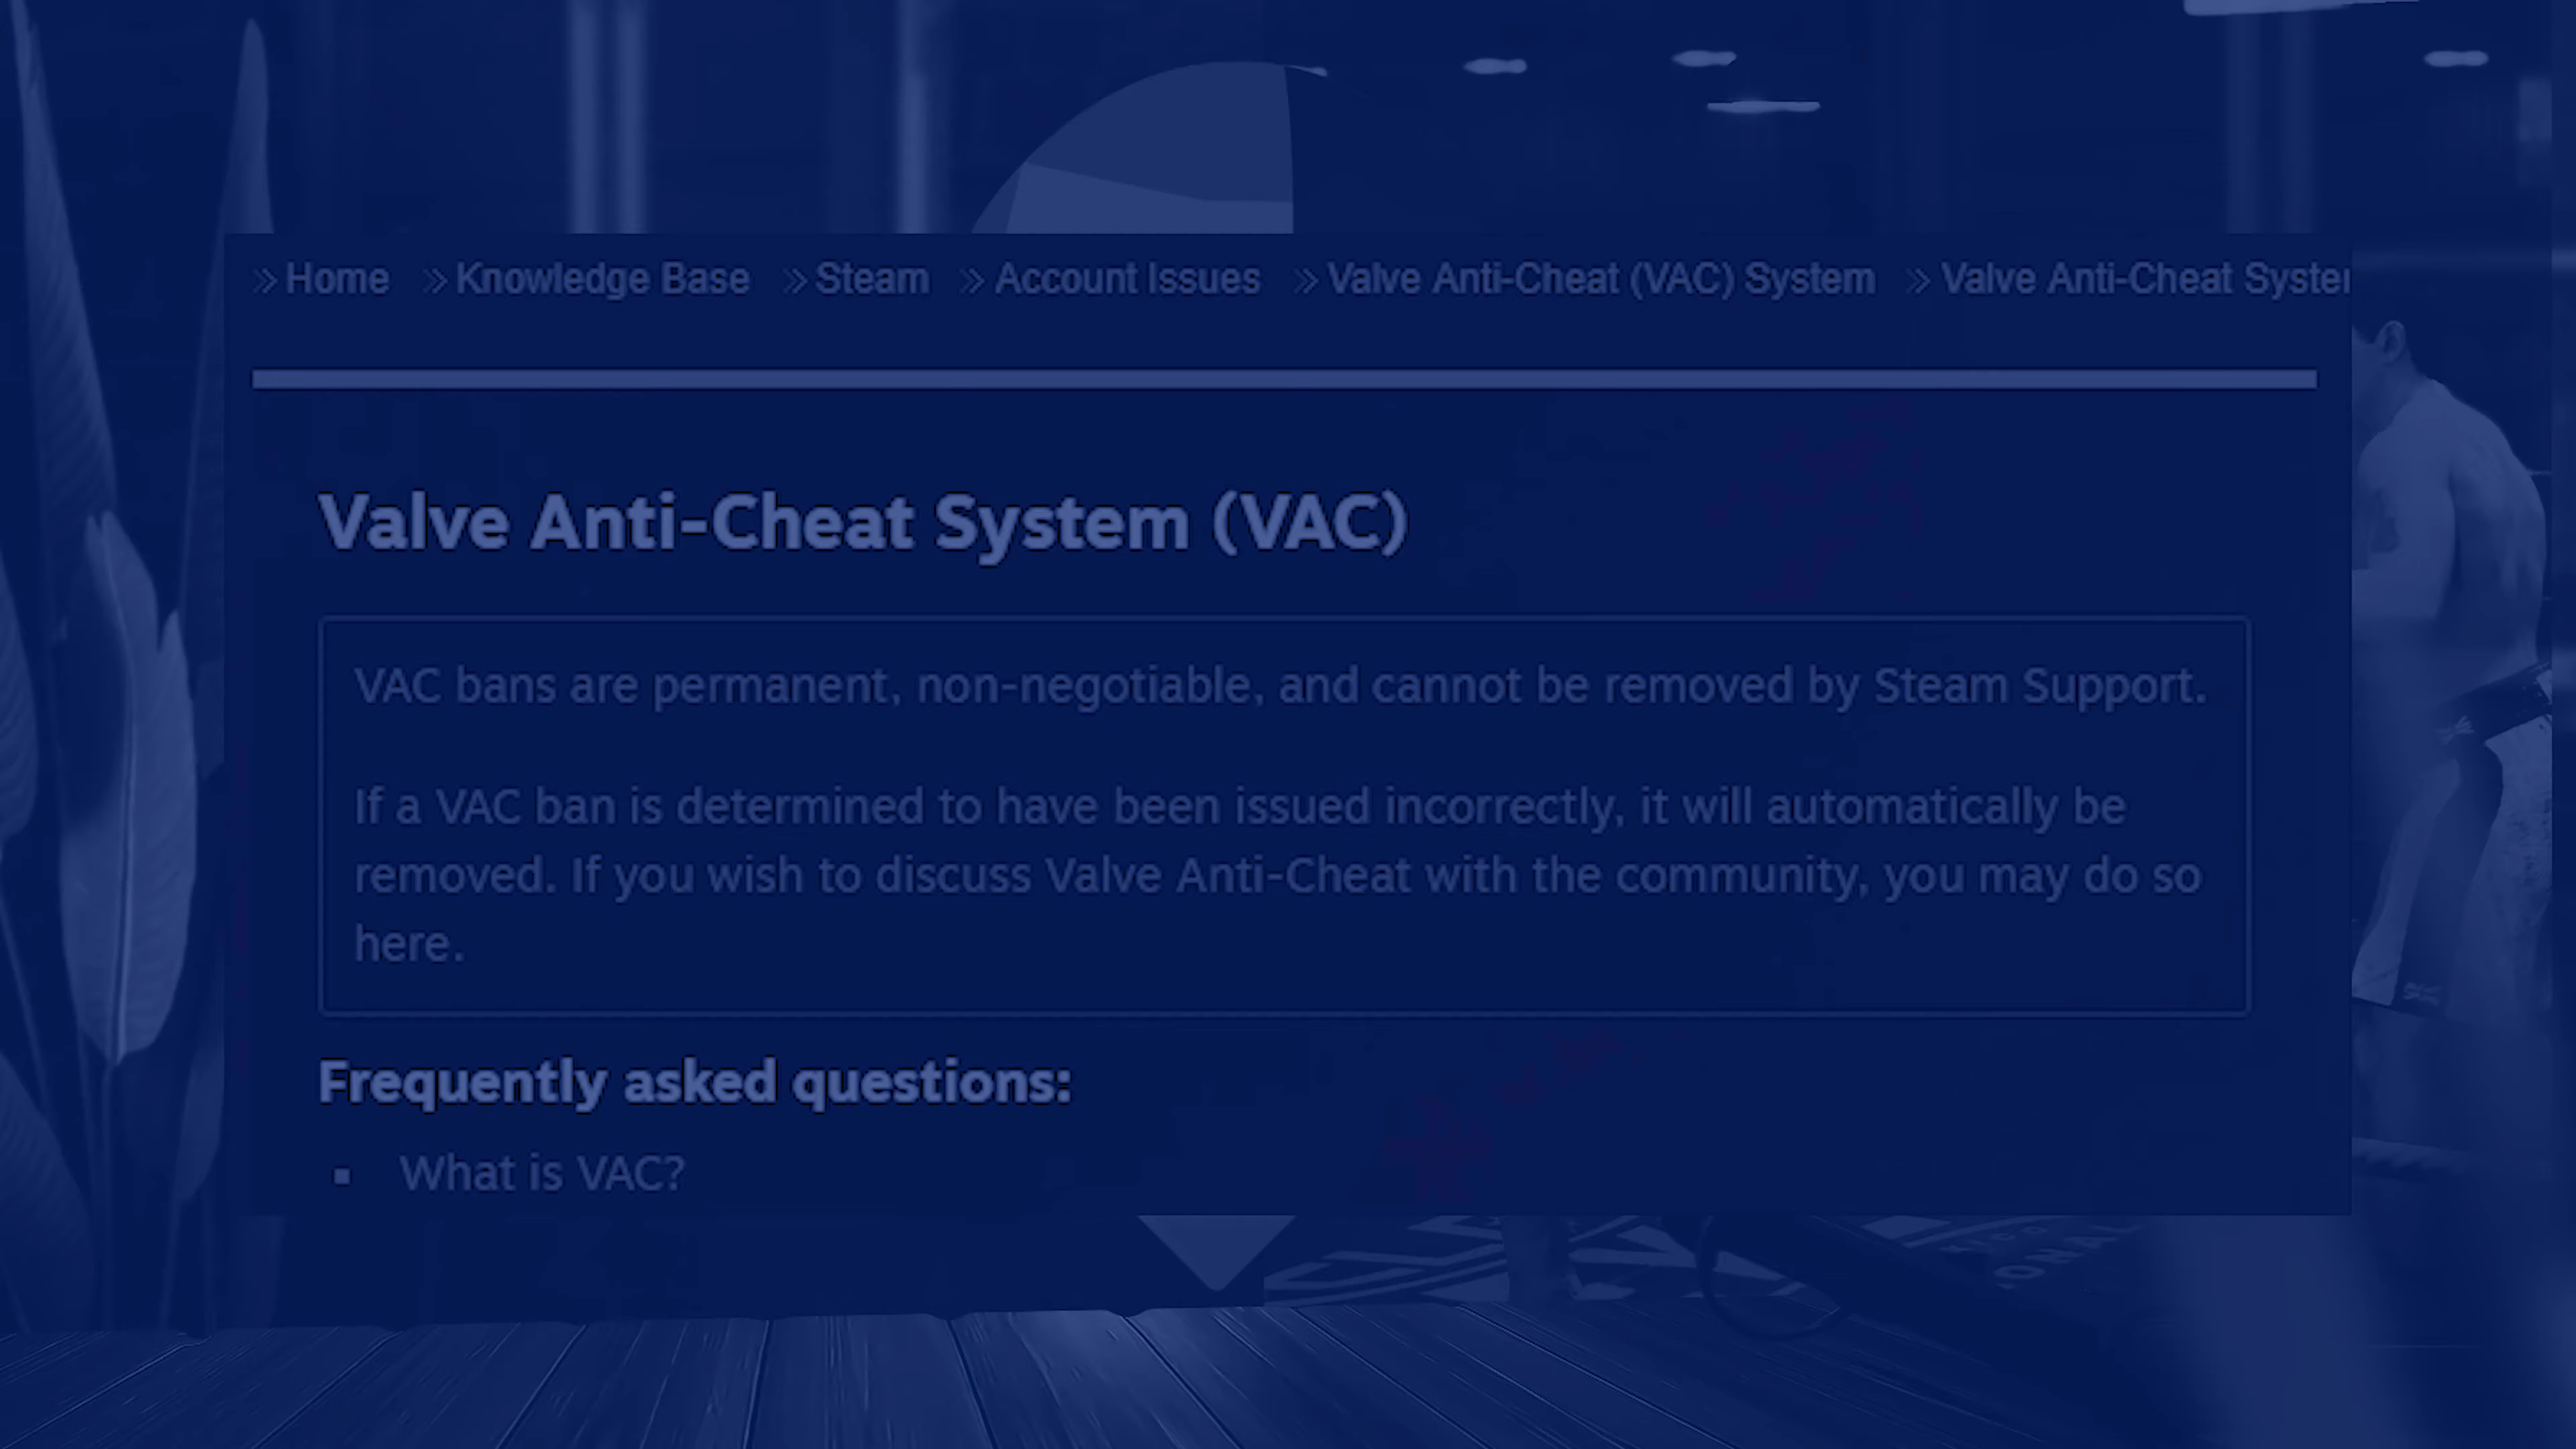 » Home » Knowledge Base » Steam » Account Issues » Valve Anti-Cheat (VAC) System » Valve Anti-Cheat
Valve Anti-Cheat System (VAC)
VAC bans are permanent, non-negotiable, and cannot be removed by Steam Support.
If a VAC ban is determined to have been issued incorrectly, it will automatically be
removed. If you wish to discuss Valve Anti-Cheat with the community, you may do so
here.
Frequently asked questions:
▪ What is VAC?